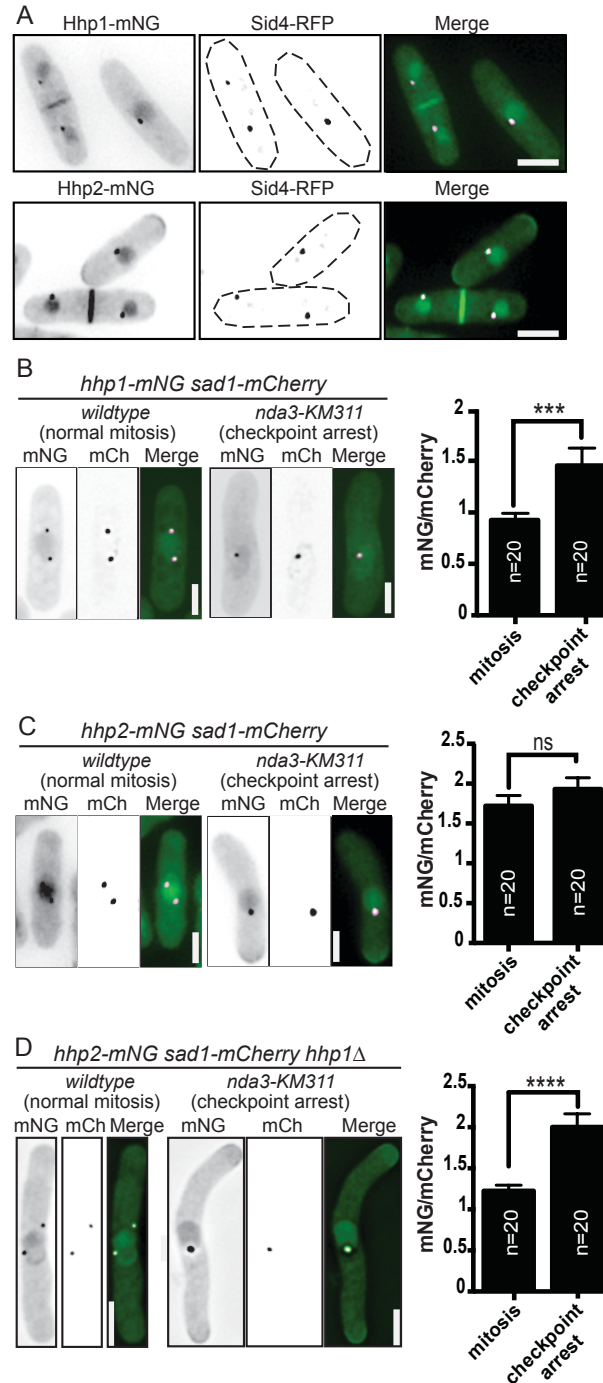 A
Hhp1-mNG Sid4-RFP Merge
Hhp2-mNG Sid4-RFP Merge
B
hhp1-mNG sad1-mCherry
wildtype nda3-KM311
(normal mitosis) (checkpoint arrest)
mNG mCh Merge mNG mCh Merge
mNG/mCherry
2
1.5
1
0.5
0
***
n=20
n=20
mitosis
checkpoint
arrest
C
hhp2-mNG sad1-mCherry
wildtype nda3-KM311
(normal mitosis) (checkpoint arrest)
mNG mCh Merge mNG mCh Merge
mNG/mCherry
2.5
2
1.5
1
0.5
0
ns
n=20
n=20
mitosis
checkpoint
arrest
D
hhp2-mNG sad1-mCherry hhp1Δ
wildtype nda3-KM311
(normal mitosis) (checkpoint arrest)
mNG mCh Merge mNG mCh Merge
mNG/mCherry
2.5
2
1.5
1
0.5
0
****
n=20
n=20
mitosis
checkpoint
arrest